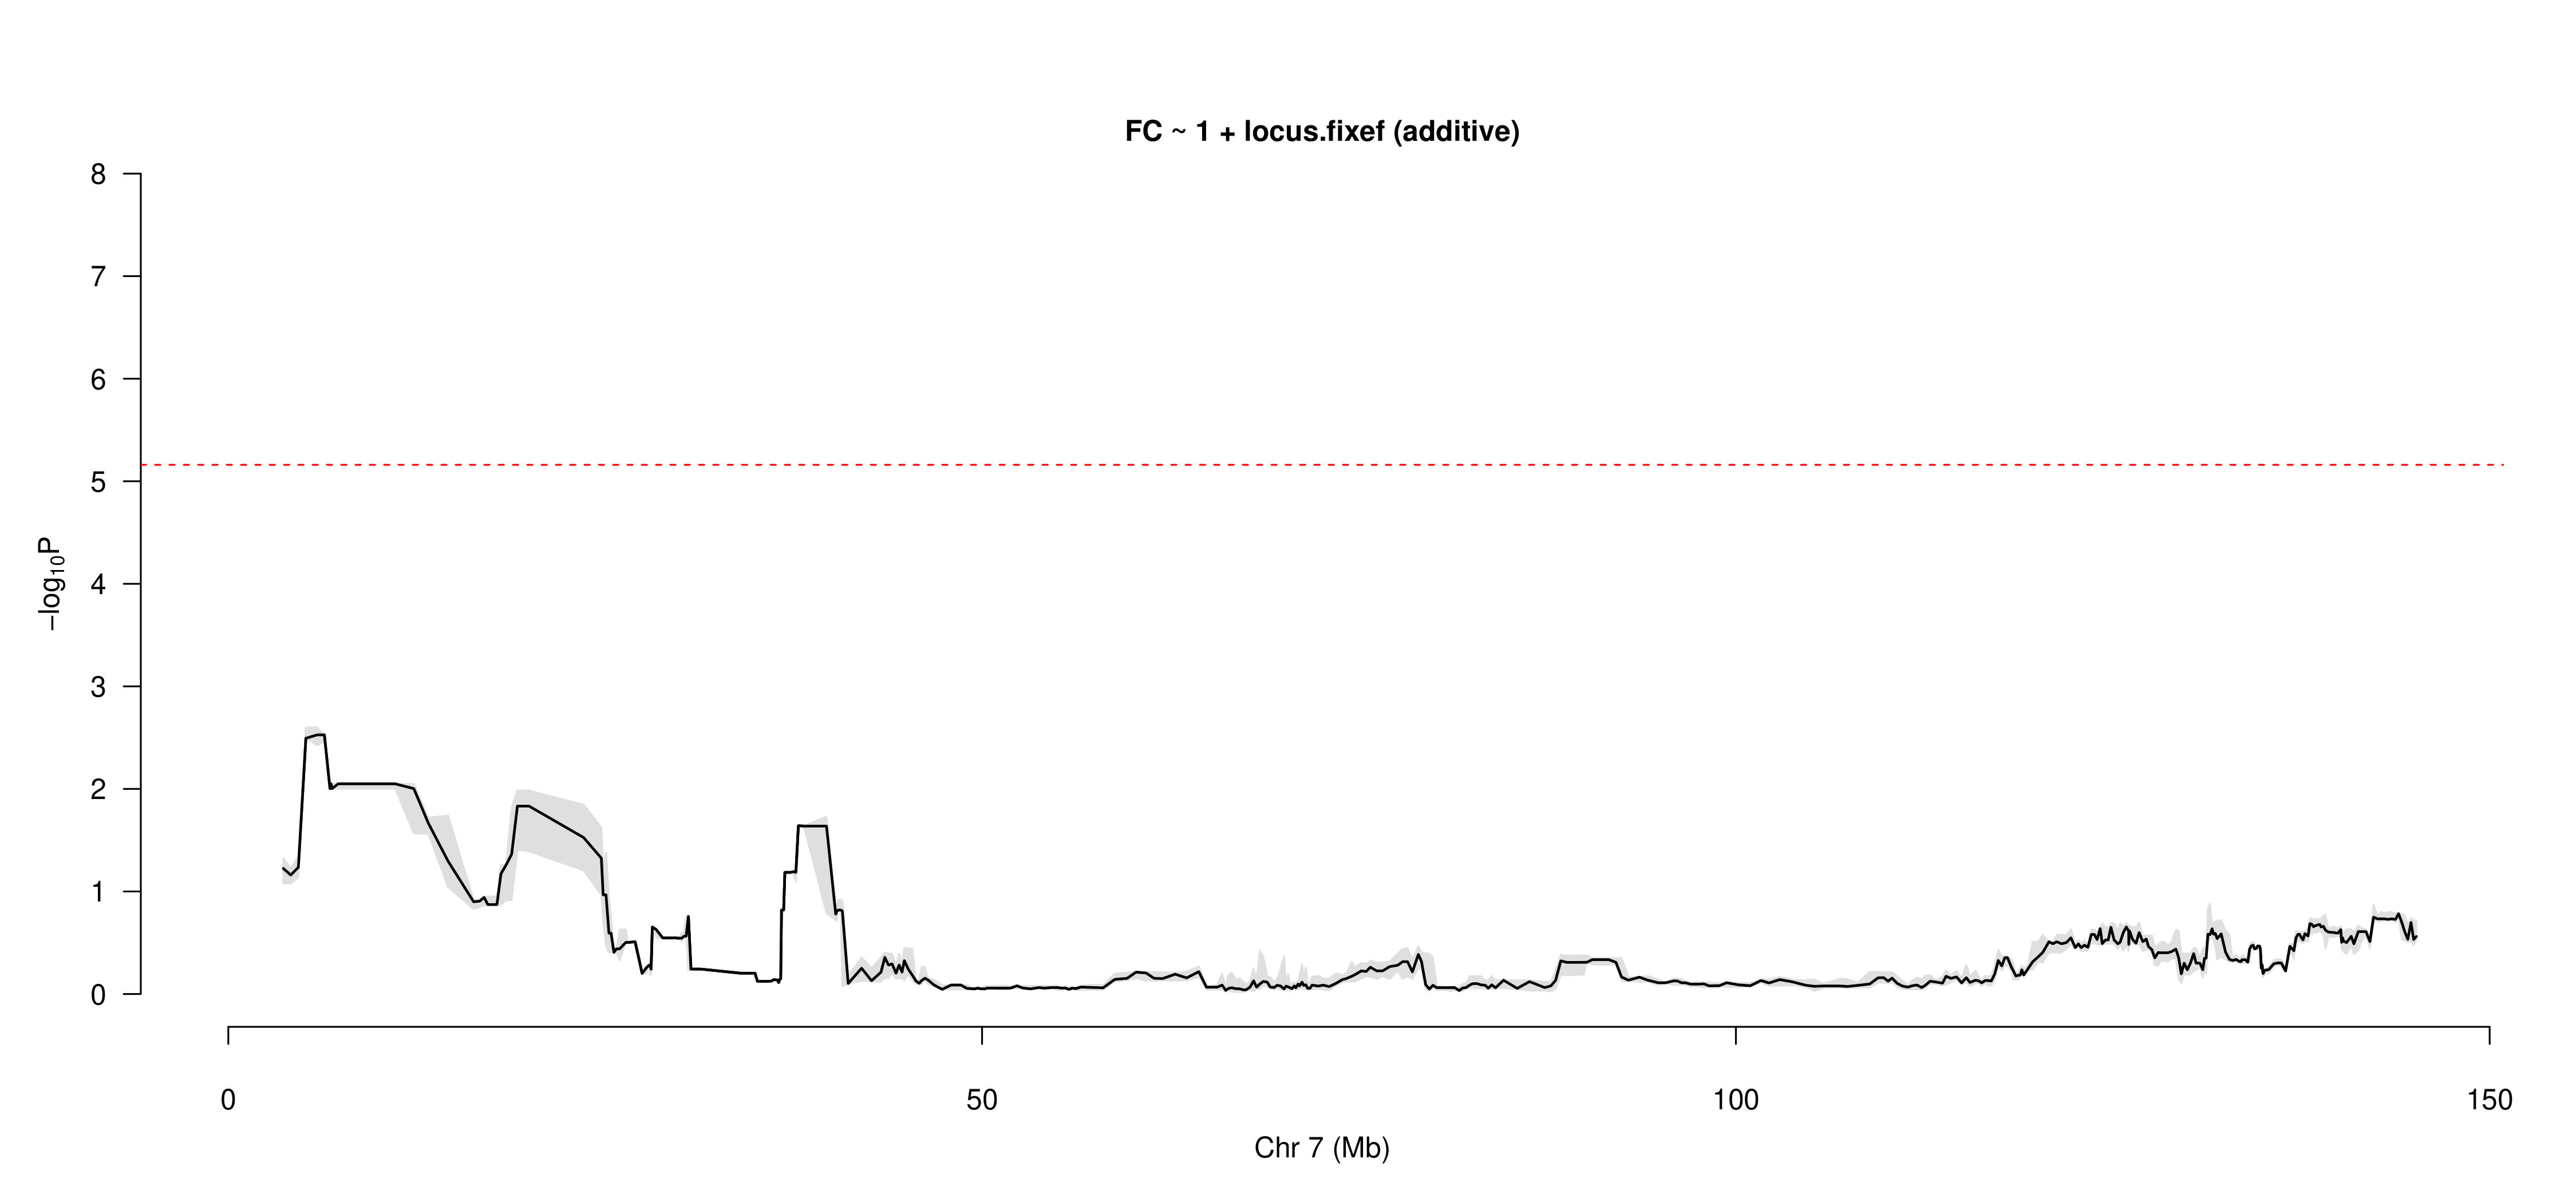 FC ~ 1 + locus.fixef (additive)
8
7
6
5
4
3
2
1
0
−log₁₀P
0 50 100 150
Chr 7 (Mb)